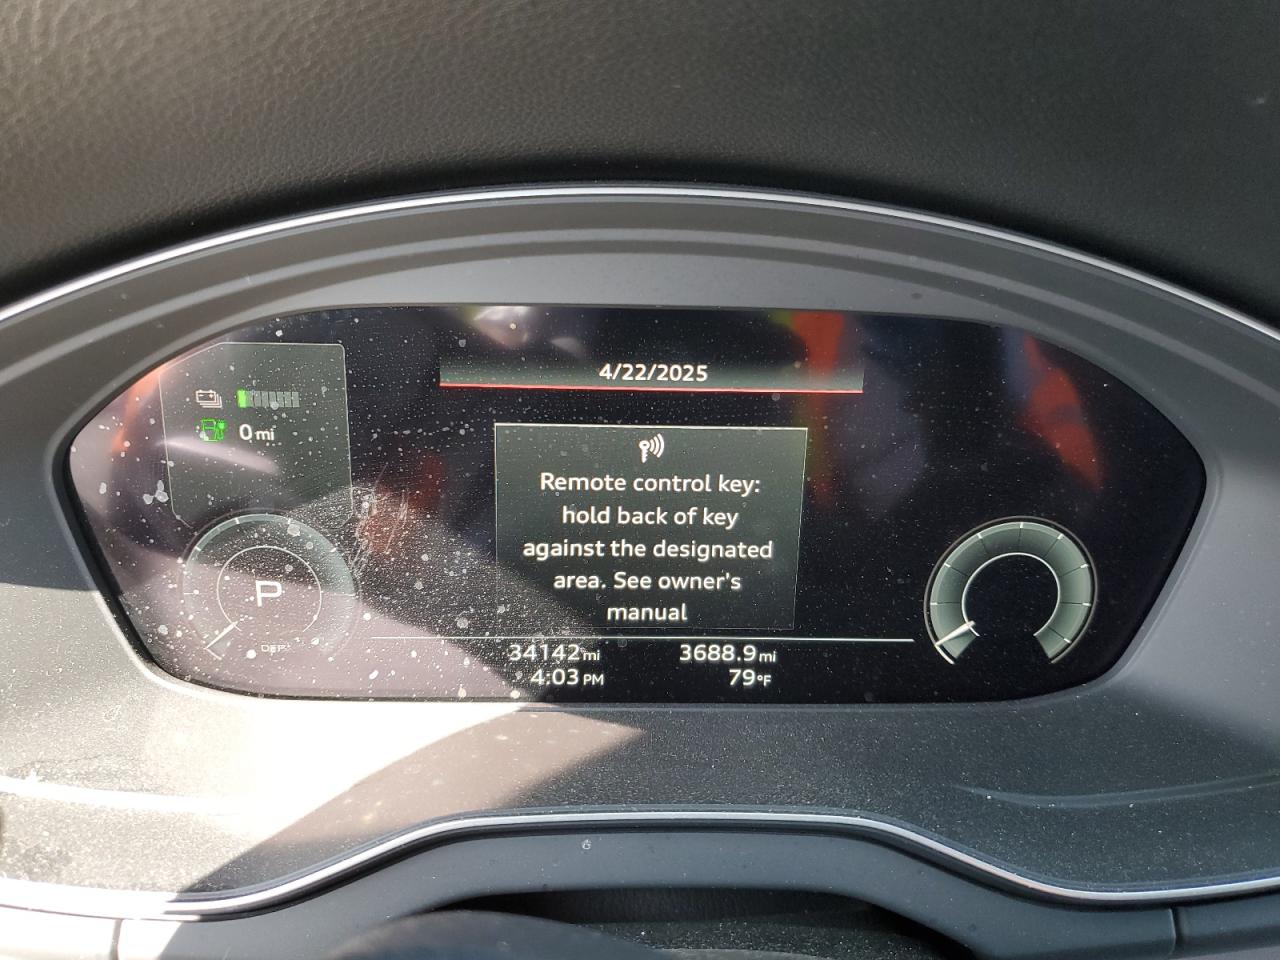 4/22/2025
0 mi
Remote control key:
hold back of key
against the designated
area. See owner's
manual
P
OFF
34142 mi 3688.9 mi
4:03 PM 79°F